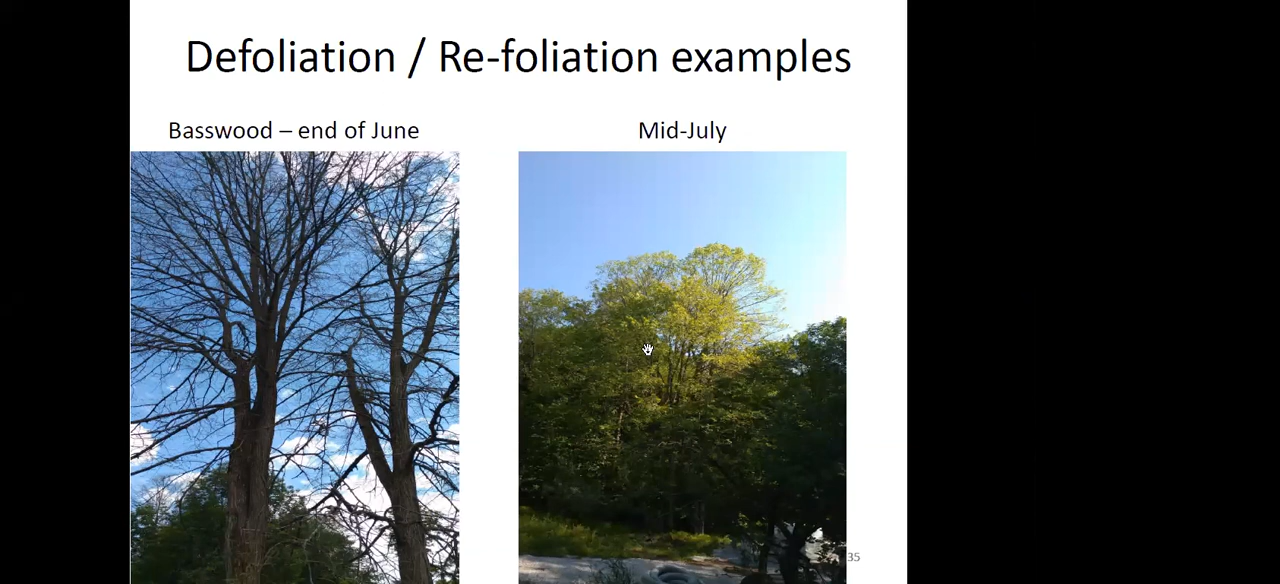 Defoliation / Re-foliation examples
Basswood – end of June
Mid-July
35